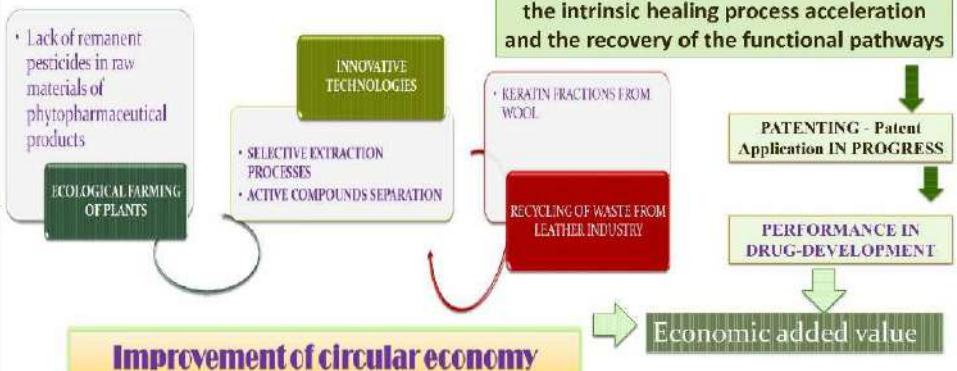 • Lack of remanent
pesticides in raw
materials of
phytopharmaceutical
products
ECOLOGICAL FARMING
OF PLANTS
INNOVATIVE
TECHNOLOGIES
• SELECTIVE EXTRACTION
PROCESSES
• ACTIVE COMPOUNDS SEPARATION
• KERATIN FRACTIONS FROM
WOOL
RECYCLING OF WASTE FROM
LEATHER INDUSTRY
the intrinsic healing process acceleration
and the recovery of the functional pathways
PATENTING - Patent
Application IN PROGRESS
PERFORMANCE IN
DRUG-DEVELOPMENT
Economic added value
Improvement of circular economy